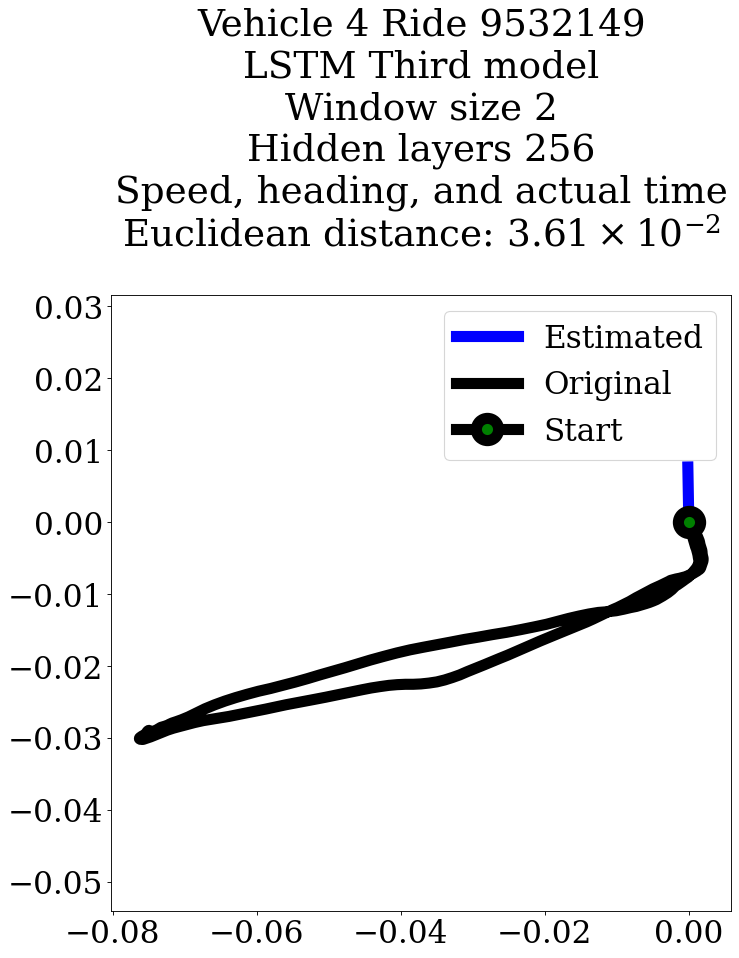 Vehicle 4 Ride 9532149
LSTM Third model
Window size 2
Hidden layers 256
Speed, heading, and actual time
Euclidean distance: 3.61 × 10⁻²
Estimated
Original
Start
0.03
0.02
0.01
0.00
−0.01
−0.02
−0.03
−0.04
−0.05
−0.08 −0.06 −0.04 −0.02 0.00